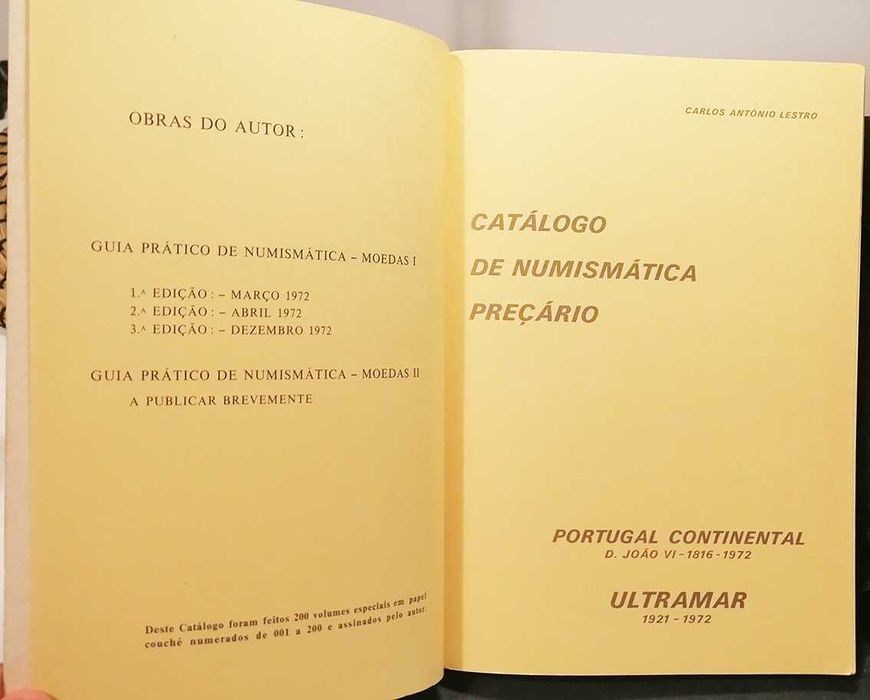 OBRAS DO AUTOR:
GUIA PRÁTICO DE NUMISMÁTICA – MOEDAS I
1.ᴬ EDIÇÃO: – MARÇO 1972
2.ᴬ EDIÇÃO: – ABRIL 1972
3.ᴬ EDIÇÃO: – DEZEMBRO 1972
GUIA PRÁTICO DE NUMISMÁTICA – MOEDAS II
A PUBLICAR BREVEMENTE
Deste Catálogo foram feitos 200 volumes especiais em papel
couché numerados de 001 a 200 e assinados pelo autor.
CARLOS ANTÓNIO LESTRO
CATÁLOGO
DE NUMISMÁTICA
PREÇÁRIO
PORTUGAL CONTINENTAL
D. JOÃO VI – 1816 - 1972
ULTRAMAR
1921 – 1972